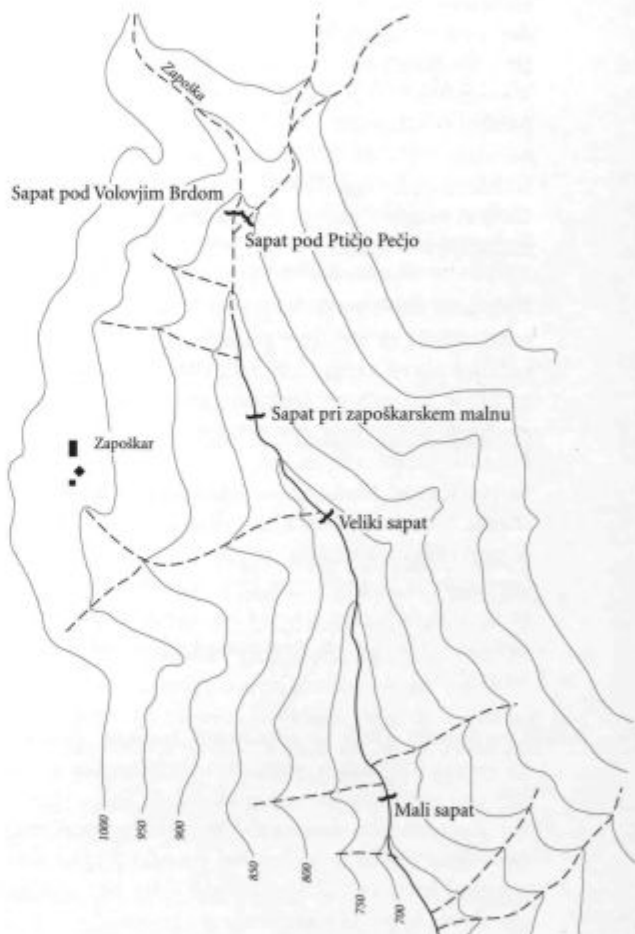 Zapoška
Sapat pod Volovjim Brdom
Sapat pod Ptičjo Pečjo
Sapat pri zapoškarskem malnu
Zapoškar
Veliki sapat
Mali sapat
1000
950
900
850
800
750
700